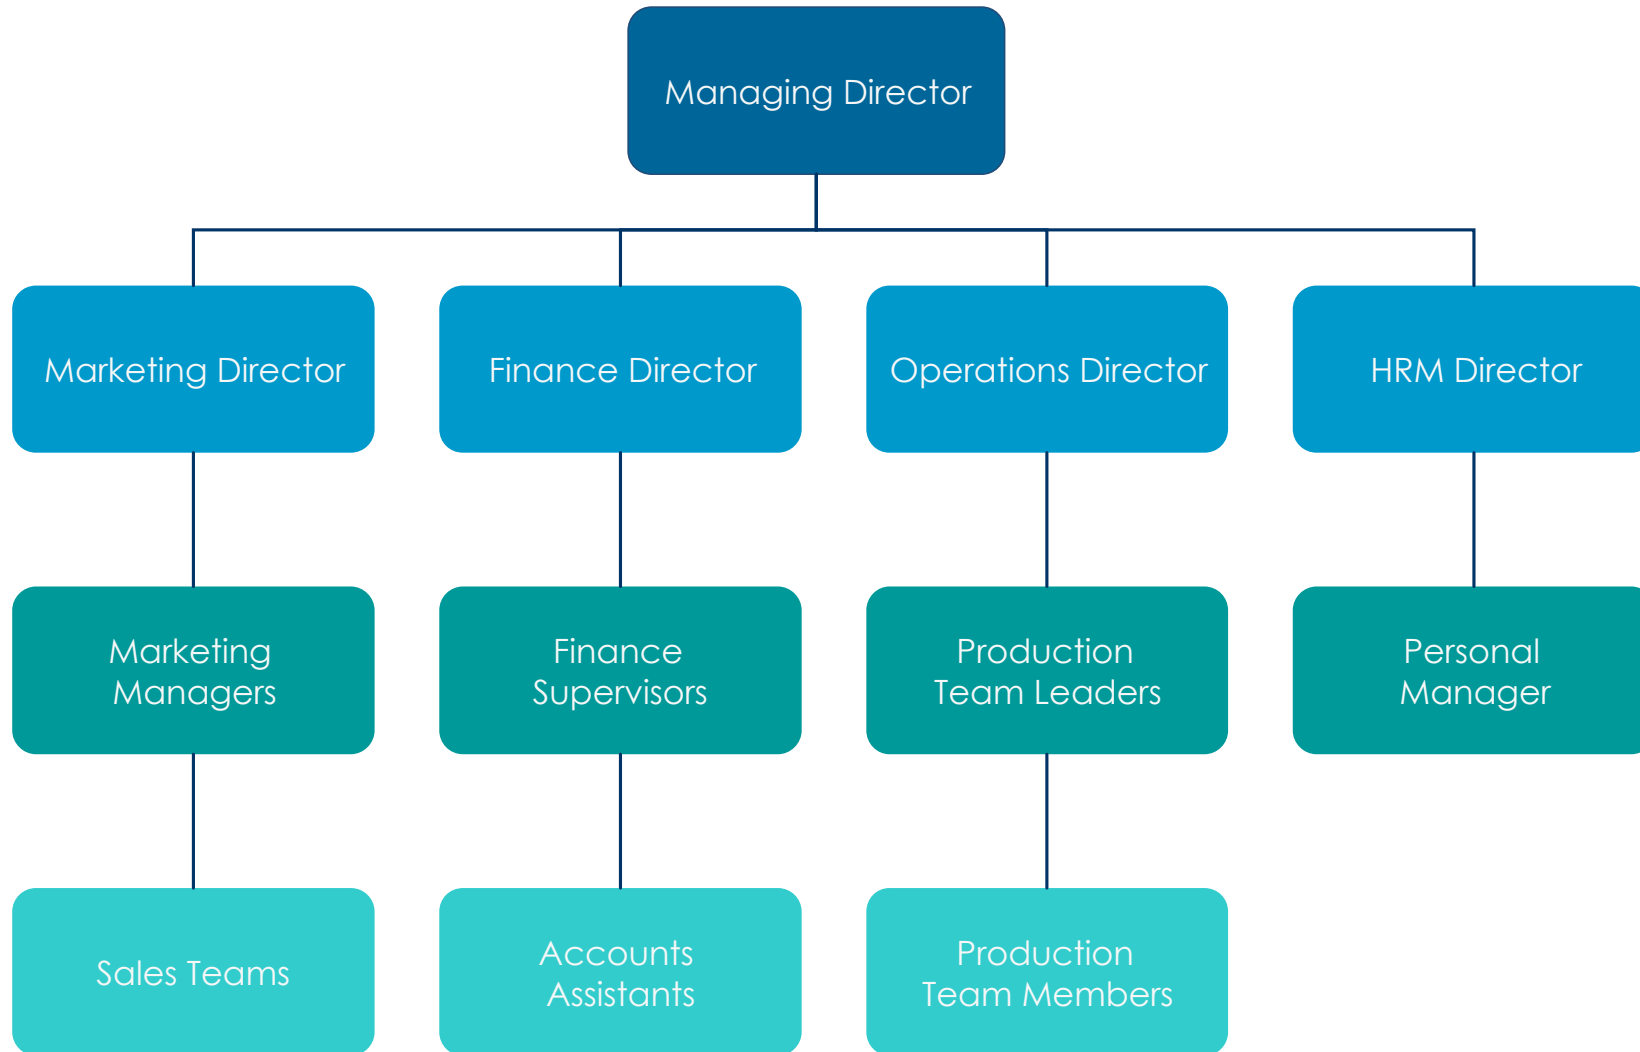 Managing Director
Marketing Director
Finance Director
Operations Director
HRM Director
Marketing
Managers
Finance
Supervisors
Production
Team Leaders
Personal
Manager
Sales Teams
Accounts
Assistants
Production
Team Members